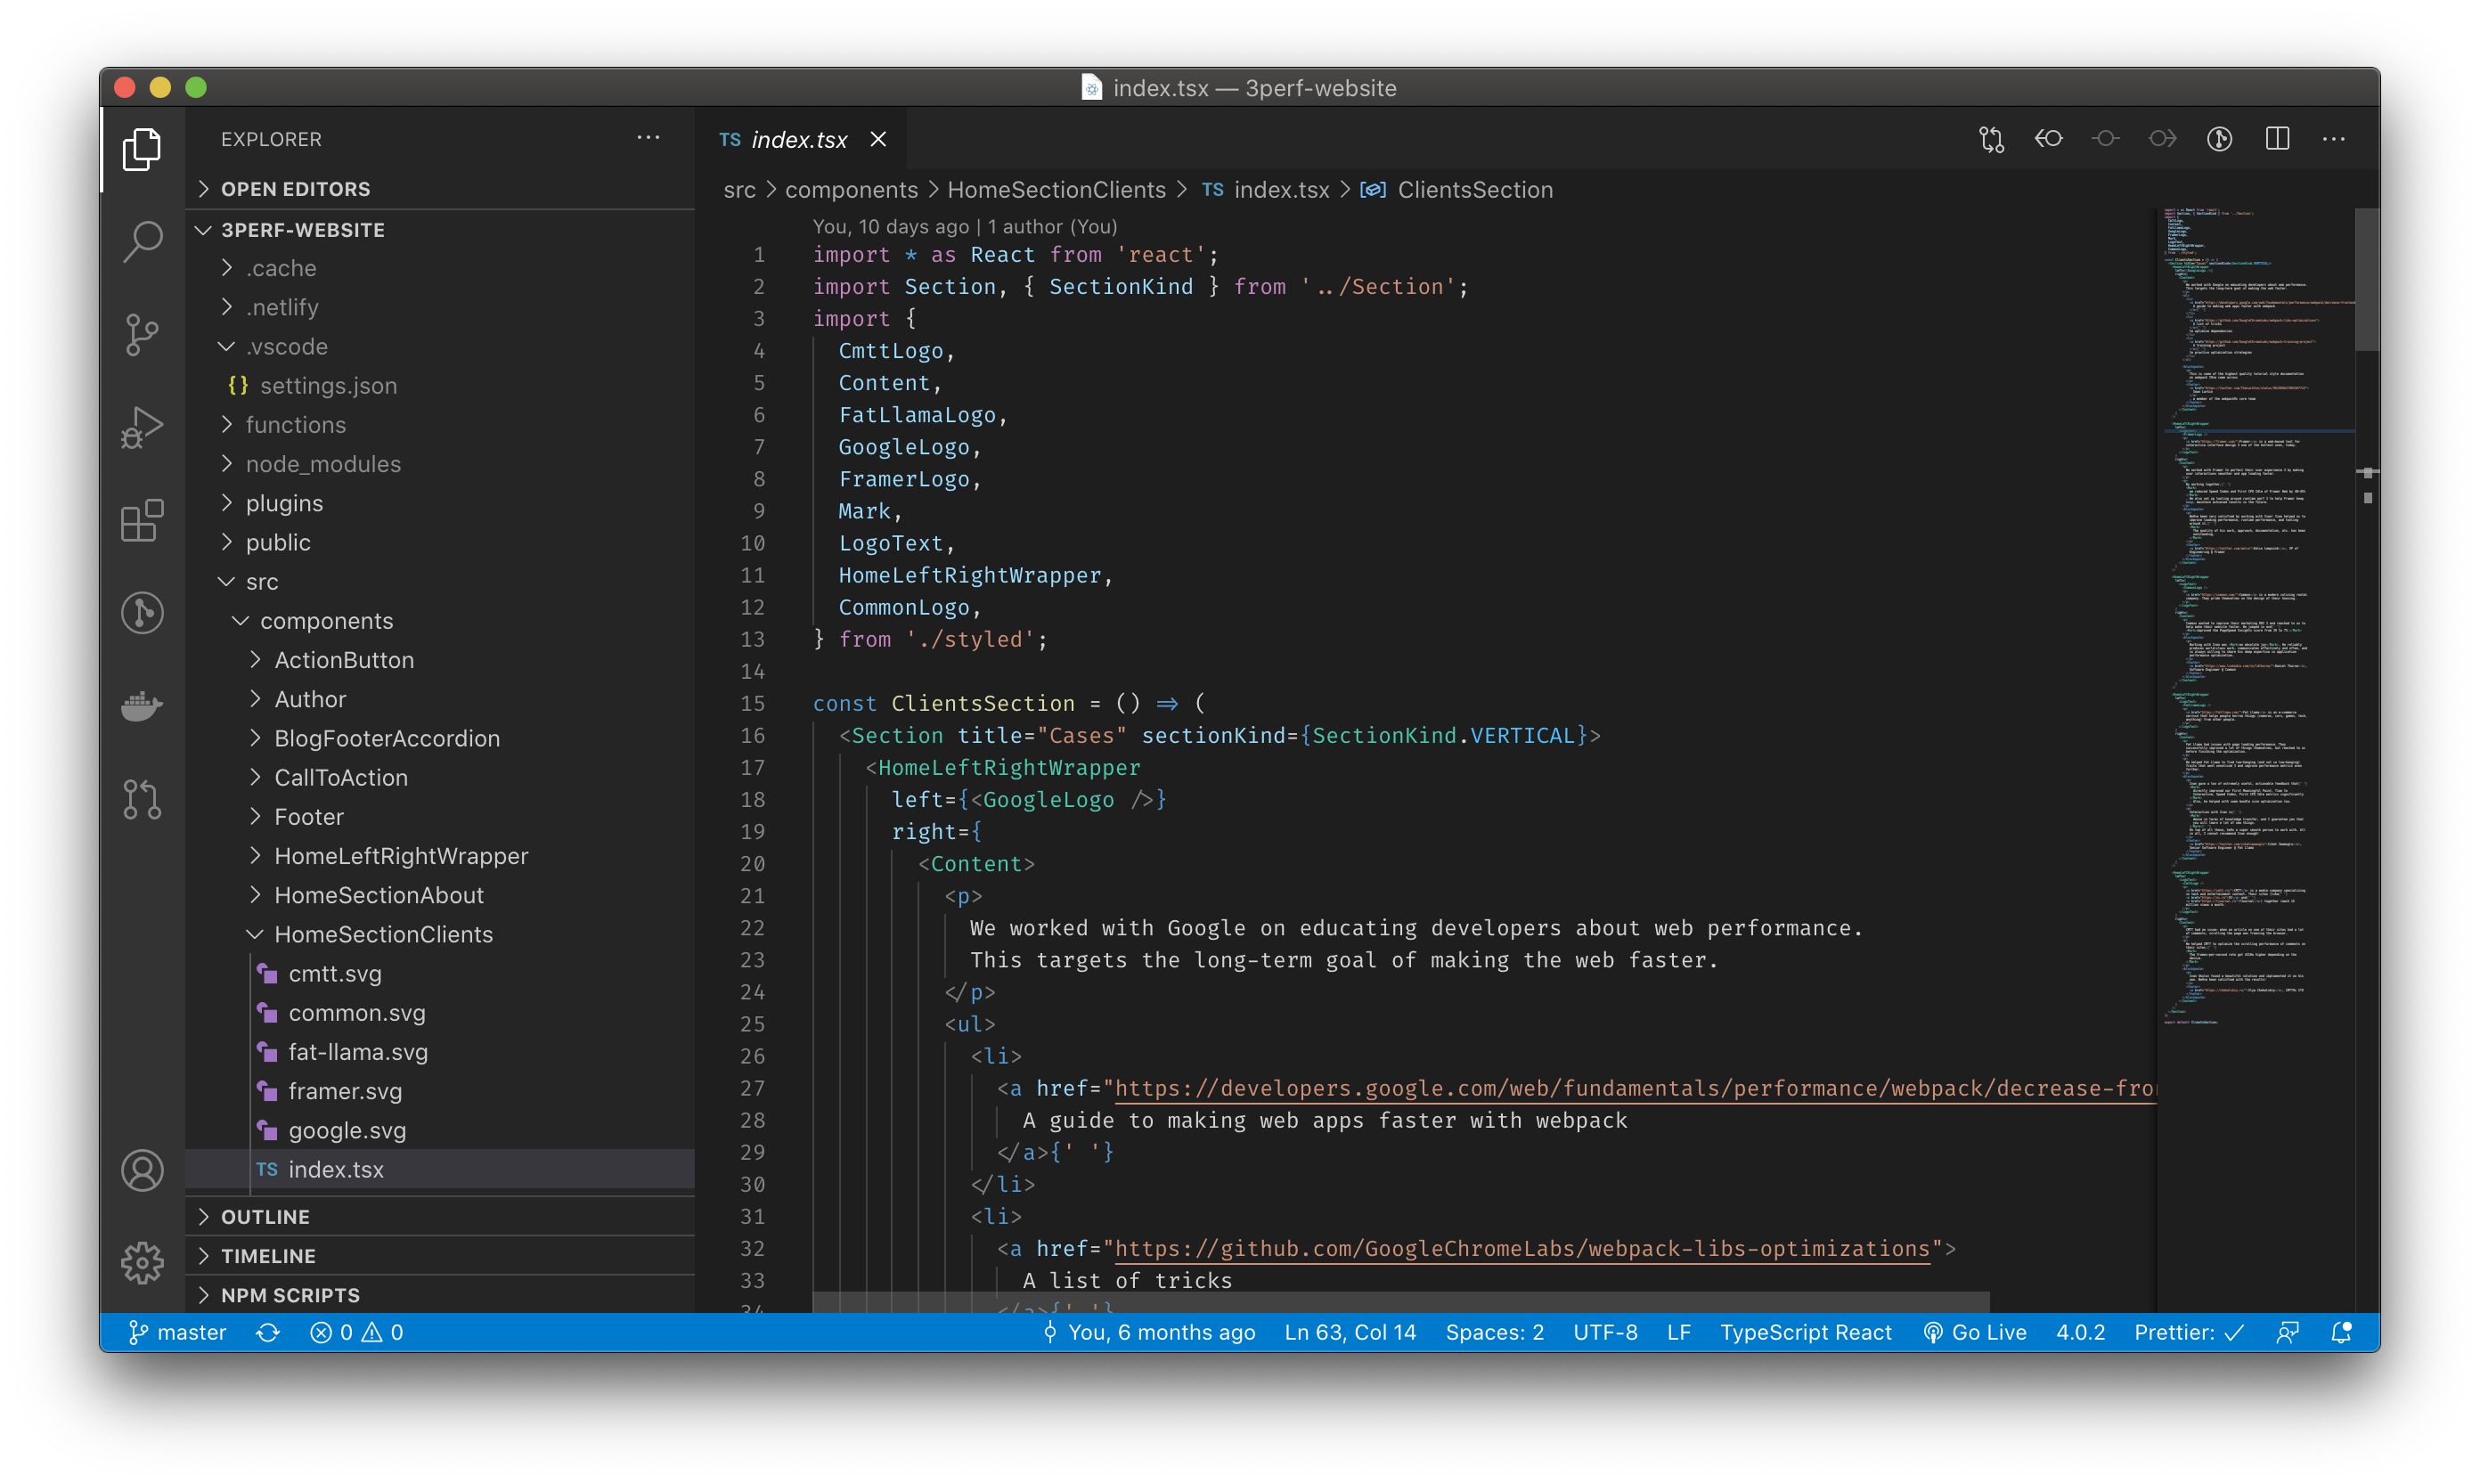 index.tsx — 3perf-website
EXPLORER
OPEN EDITORS
3PERF-WEBSITE
.cache
.netlify
.vscode
{} settings.json
functions
node_modules
plugins
public
src
components
ActionButton
Author
BlogFooterAccordion
CallToAction
Footer
HomeLeftRightWrapper
HomeSectionAbout
HomeSectionClients
cmtt.svg
common.svg
fat-llama.svg
framer.svg
google.svg
TS index.tsx
OUTLINE
TIMELINE
NPM SCRIPTS
TS index.tsx
src > components > HomeSectionClients > TS index.tsx > ClientsSection
You, 10 days ago | 1 author (You)
1 import * as React from 'react';
2 import Section, { SectionKind } from '../Section';
3 import {
4 CmttLogo,
5 Content,
6 FatLlamaLogo,
7 GoogleLogo,
8 FramerLogo,
9 Mark,
10 LogoText,
11 HomeLeftRightWrapper,
12 CommonLogo,
13 } from './styled';
14
15 const ClientsSection = () => (
16 <Section title="Cases" sectionKind={SectionKind.VERTICAL}>
17 <HomeLeftRightWrapper
18 left={<GoogleLogo />}
19 right={
20 <Content>
21 <p>
22 We worked with Google on educating developers about web performance.
23 This targets the long-term goal of making the web faster.
24 </p>
25 <ul>
26 <li>
27 <a href="https://developers.google.com/web/fundamentals/performance/webpack/decrease-fro
28 A guide to making web apps faster with webpack
29 </a>{' '}
30 </li>
31 <li>
32 <a href="https://github.com/GoogleChromeLabs/webpack-libs-optimizations">
33 A list of tricks
34 </a>{' '}
master 0 0 You, 6 months ago Ln 63, Col 14 Spaces: 2 UTF-8 LF TypeScript React Go Live 4.0.2 Prettier: ✓